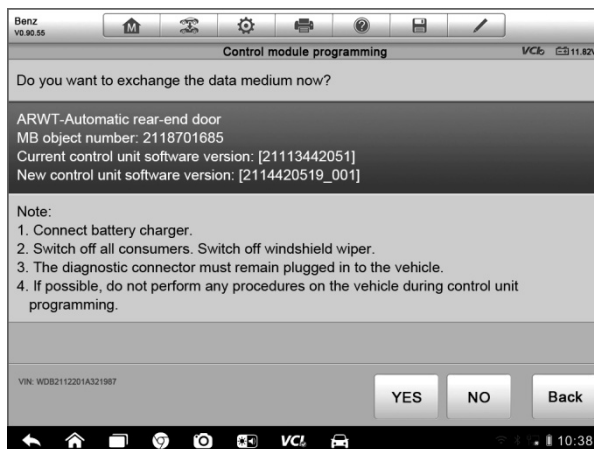 Benz
V0.90.55
M
?
Control module programming
VCI 11.82V
Do you want to exchange the data medium now?
ARWT-Automatic rear-end door
MB object number: 2118701685
Current control unit software version: [21113442051]
New control unit software version: [2114420519_001]
Note:
1. Connect battery charger.
2. Switch off all consumers. Switch off windshield wiper.
3. The diagnostic connector must remain plugged in to the vehicle.
4. If possible, do not perform any procedures on the vehicle during control unit
programming.
VIN: WDB2112201A321987
YES NO Back
VCI 10:38